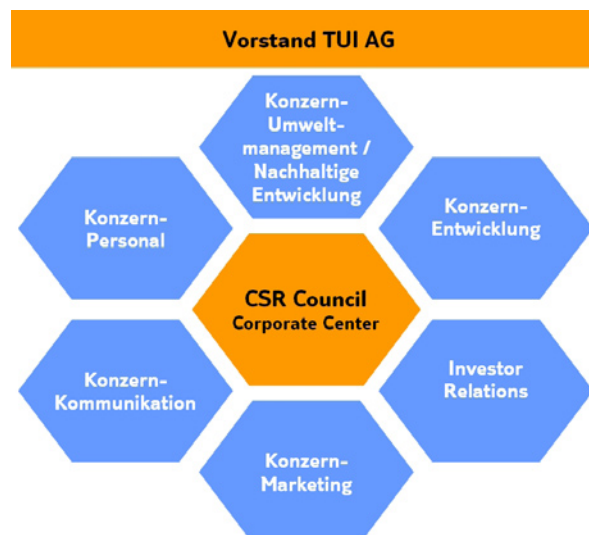 Vorstand TUI AG
Konzern-
Umwelt-
management /
Nachhaltige
Entwicklung
Konzern-
Personal
Konzern-
Entwicklung
CSR Council
Corporate Center
Konzern-
Kommunikation
Investor
Relations
Konzern-
Marketing